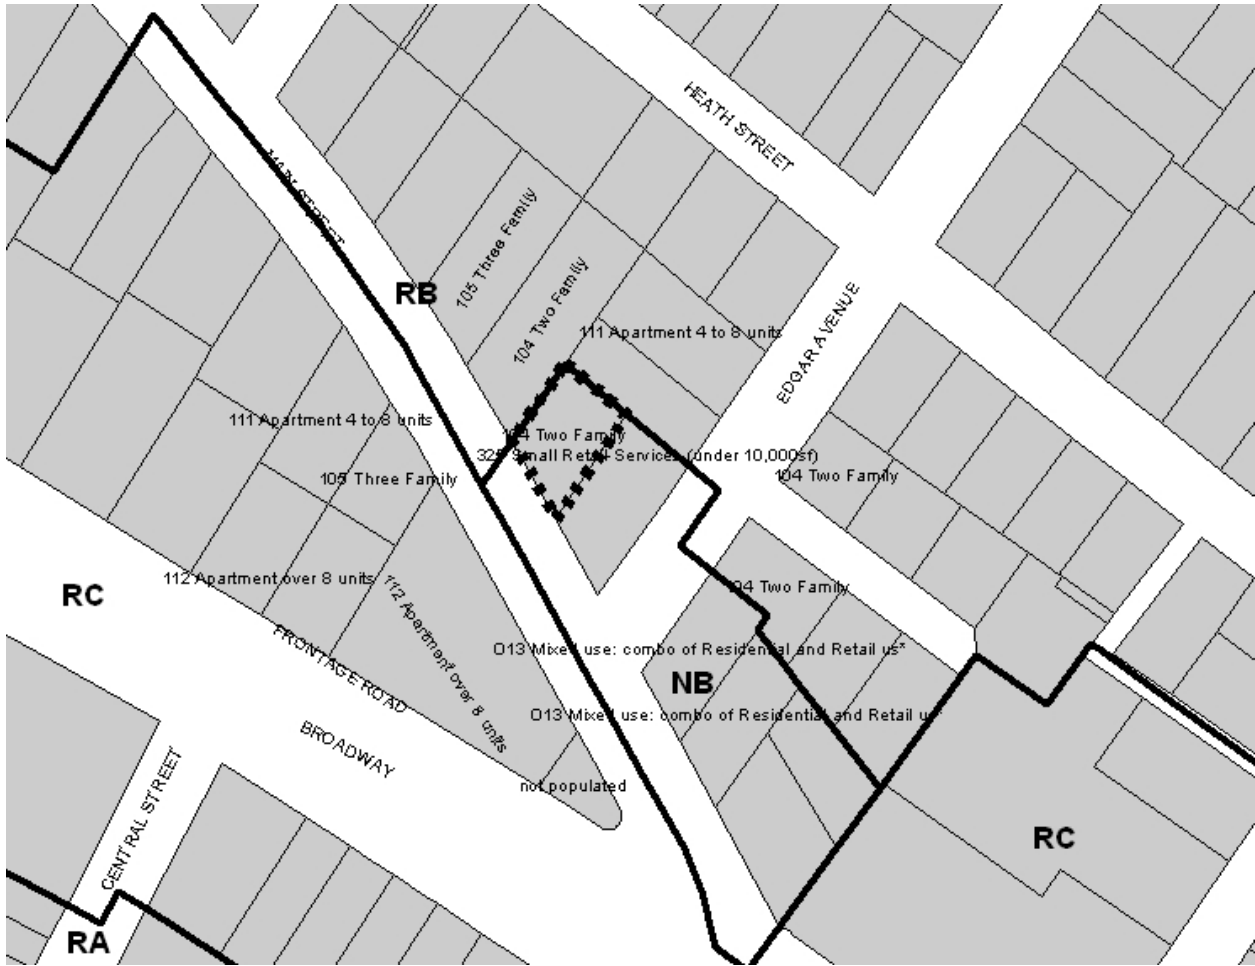 HEATH STREET
MAIN STREET
105 Three Family
RB
104 Two Family
111 Apartment 4 to 8 units
EDGAR AVENUE
111 Apartment 4 to 8 units
104 Two Family
Small Retail Services (under 10,000sf)
105 Three Family
104 Two Family
112 Apartment over 8 units
RC
112 Apartment over 8 units
104 Two Family
FRONTAGE ROAD
O13 Mixed use: combo of Residential and Retail us*
NB
O13 Mixed use: combo of Residential and Retail us*
BROADWAY
not populated
CENTRAL STREET
RC
RA